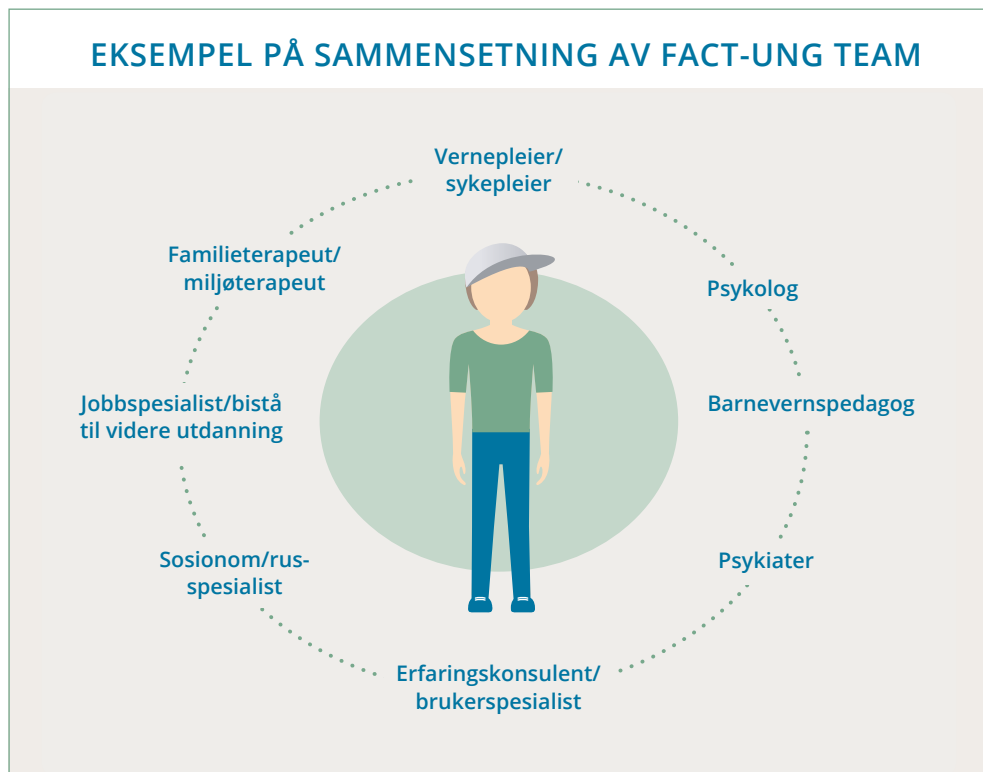 EKSEMPEL PÅ SAMMENSETNING AV FACT-UNG TEAM
Vernepleier/
sykepleier
Psykolog
Barnevernspedagog
Psykiater
Erfaringskonsulent/
brukerspesialist
Sosionom/rus-
spesialist
Jobbspesialist/bistå
til videre utdanning
Familieterapeut/
miljøterapeut